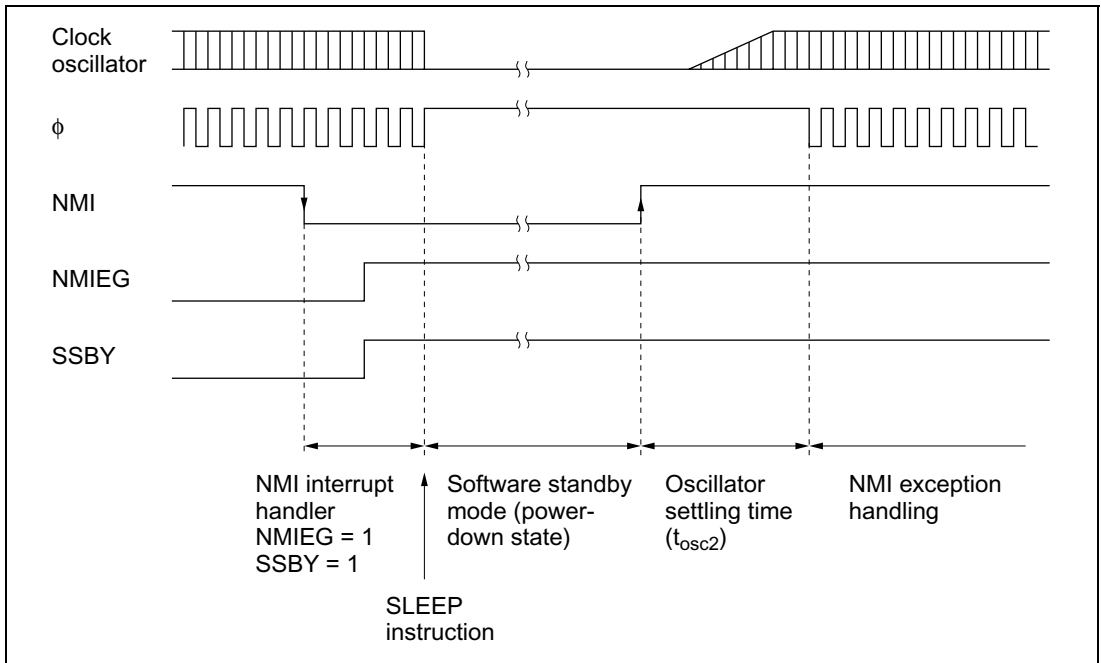 Clock
oscillator
ϕ
NMI
NMIEG
SSBY
NMI interrupt
handler
NMIEG = 1
SSBY = 1
Software standby
mode (power-
down state)
Oscillator
settling time
(tosc2)
NMI exception
handling
SLEEP
instruction